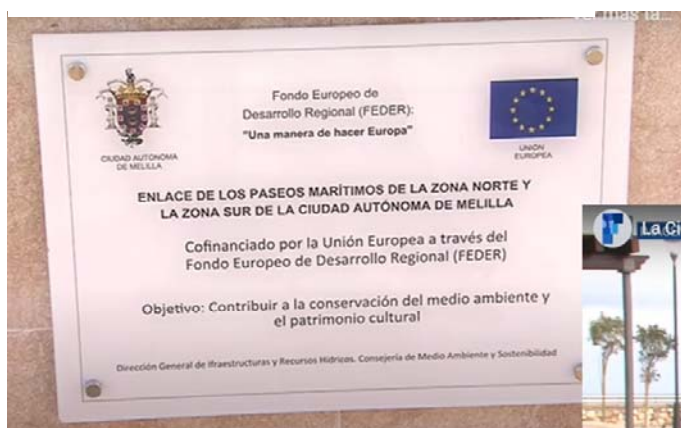 Fondo Europeo de
Desarrollo Regional (FEDER):
"Una manera de hacer Europa"
CIUDAD AUTÓNOMA
DE MELILLA
UNIÓN
EUROPEA
ENLACE DE LOS PASEOS MARÍTIMOS DE LA ZONA NORTE Y
LA ZONA SUR DE LA CIUDAD AUTÓNOMA DE MELILLA
Cofinanciado por la Unión Europea a través del
Fondo Europeo de Desarrollo Regional (FEDER)
Objetivo: Contribuir a la conservación del medio ambiente y
el patrimonio cultural
Dirección General de Ifraestructuras y Recursos Hídricos. Consejería de Medio Ambiente y Sostenibilidad
La Ci